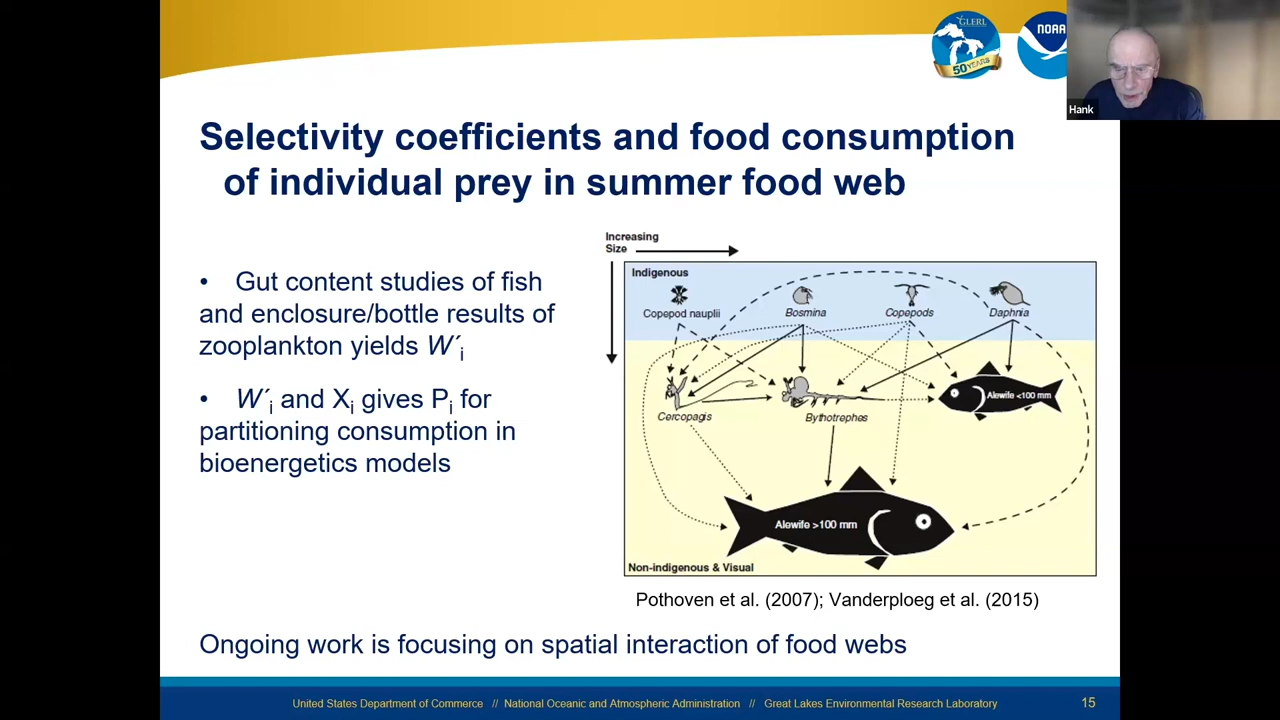 GLERL
50 YEARS
NOAA
Hank
Selectivity coefficients and food consumption
of individual prey in summer food web
• Gut content studies of fish
and enclosure/bottle results of
zooplankton yields W´i
• W´i and Xi gives Pi for
partitioning consumption in
bioenergetics models
Increasing
Size
Indigenous
Copepod nauplii
Bosmina
Copepods
Daphnia
Cercopagis
Bythotrephes
Alewife <100 mm
Alewife >100 mm
Non-indigenous & Visual
Pothoven et al. (2007); Vanderploeg et al. (2015)
Ongoing work is focusing on spatial interaction of food webs
United States Department of Commerce // National Oceanic and Atmospheric Administration // Great Lakes Environmental Research Laboratory
15